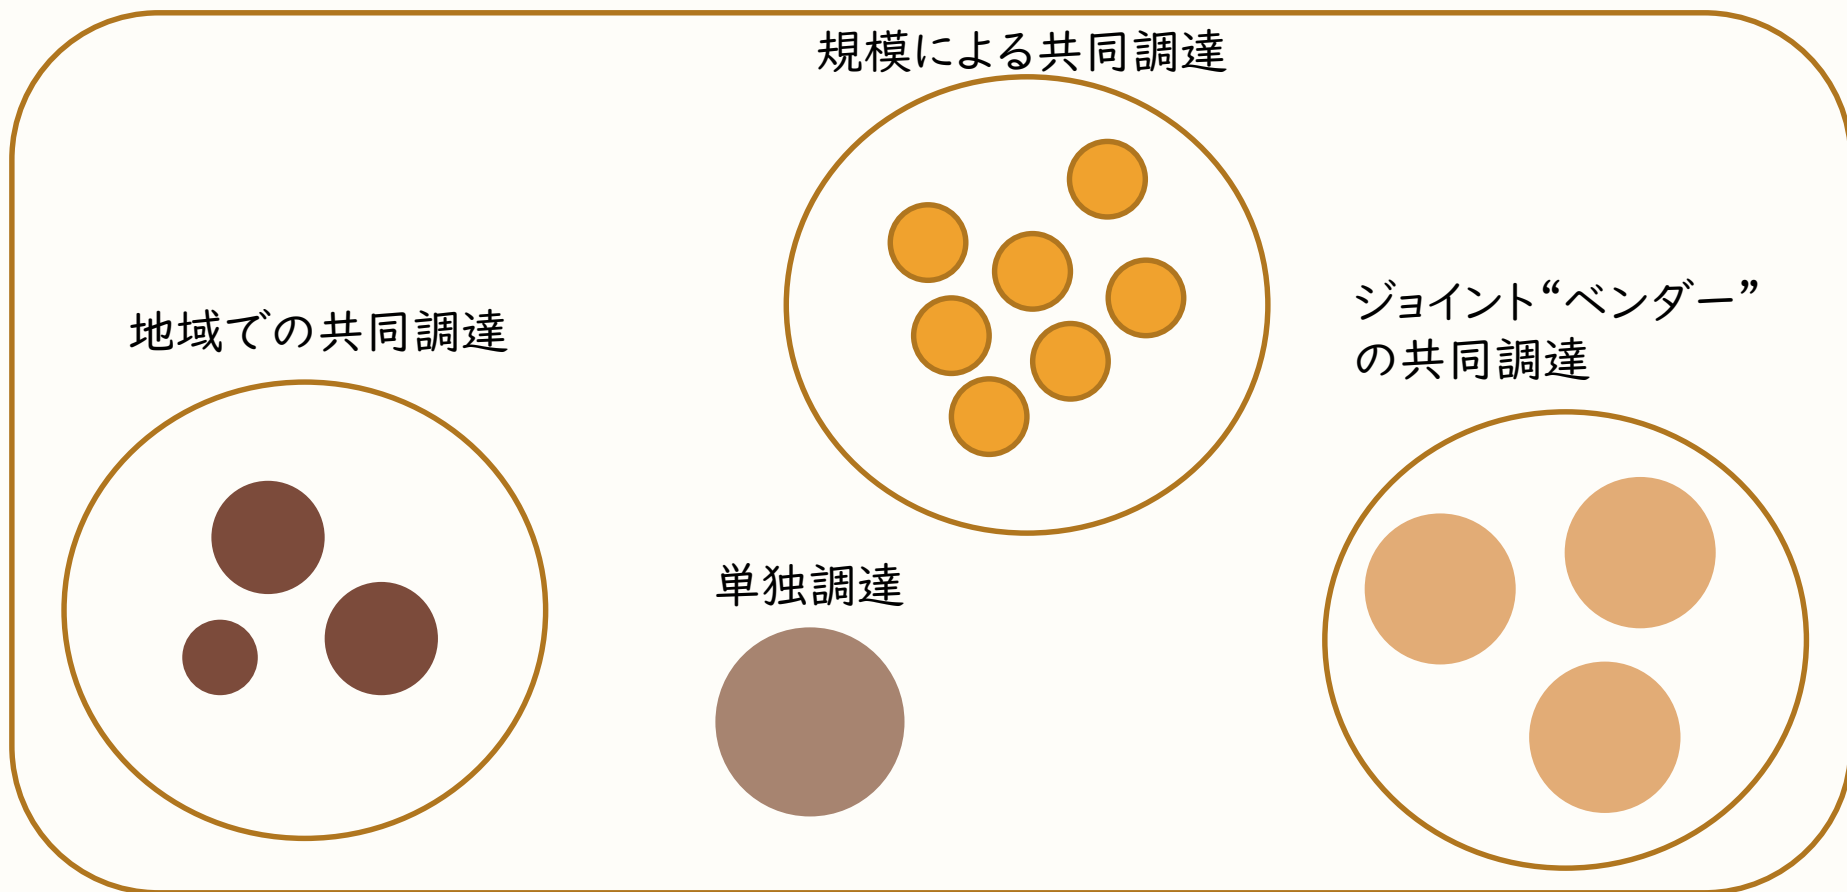 規模による共同調達
地域での共同調達
ジョイント“ベンダー”
の共同調達
単独調達